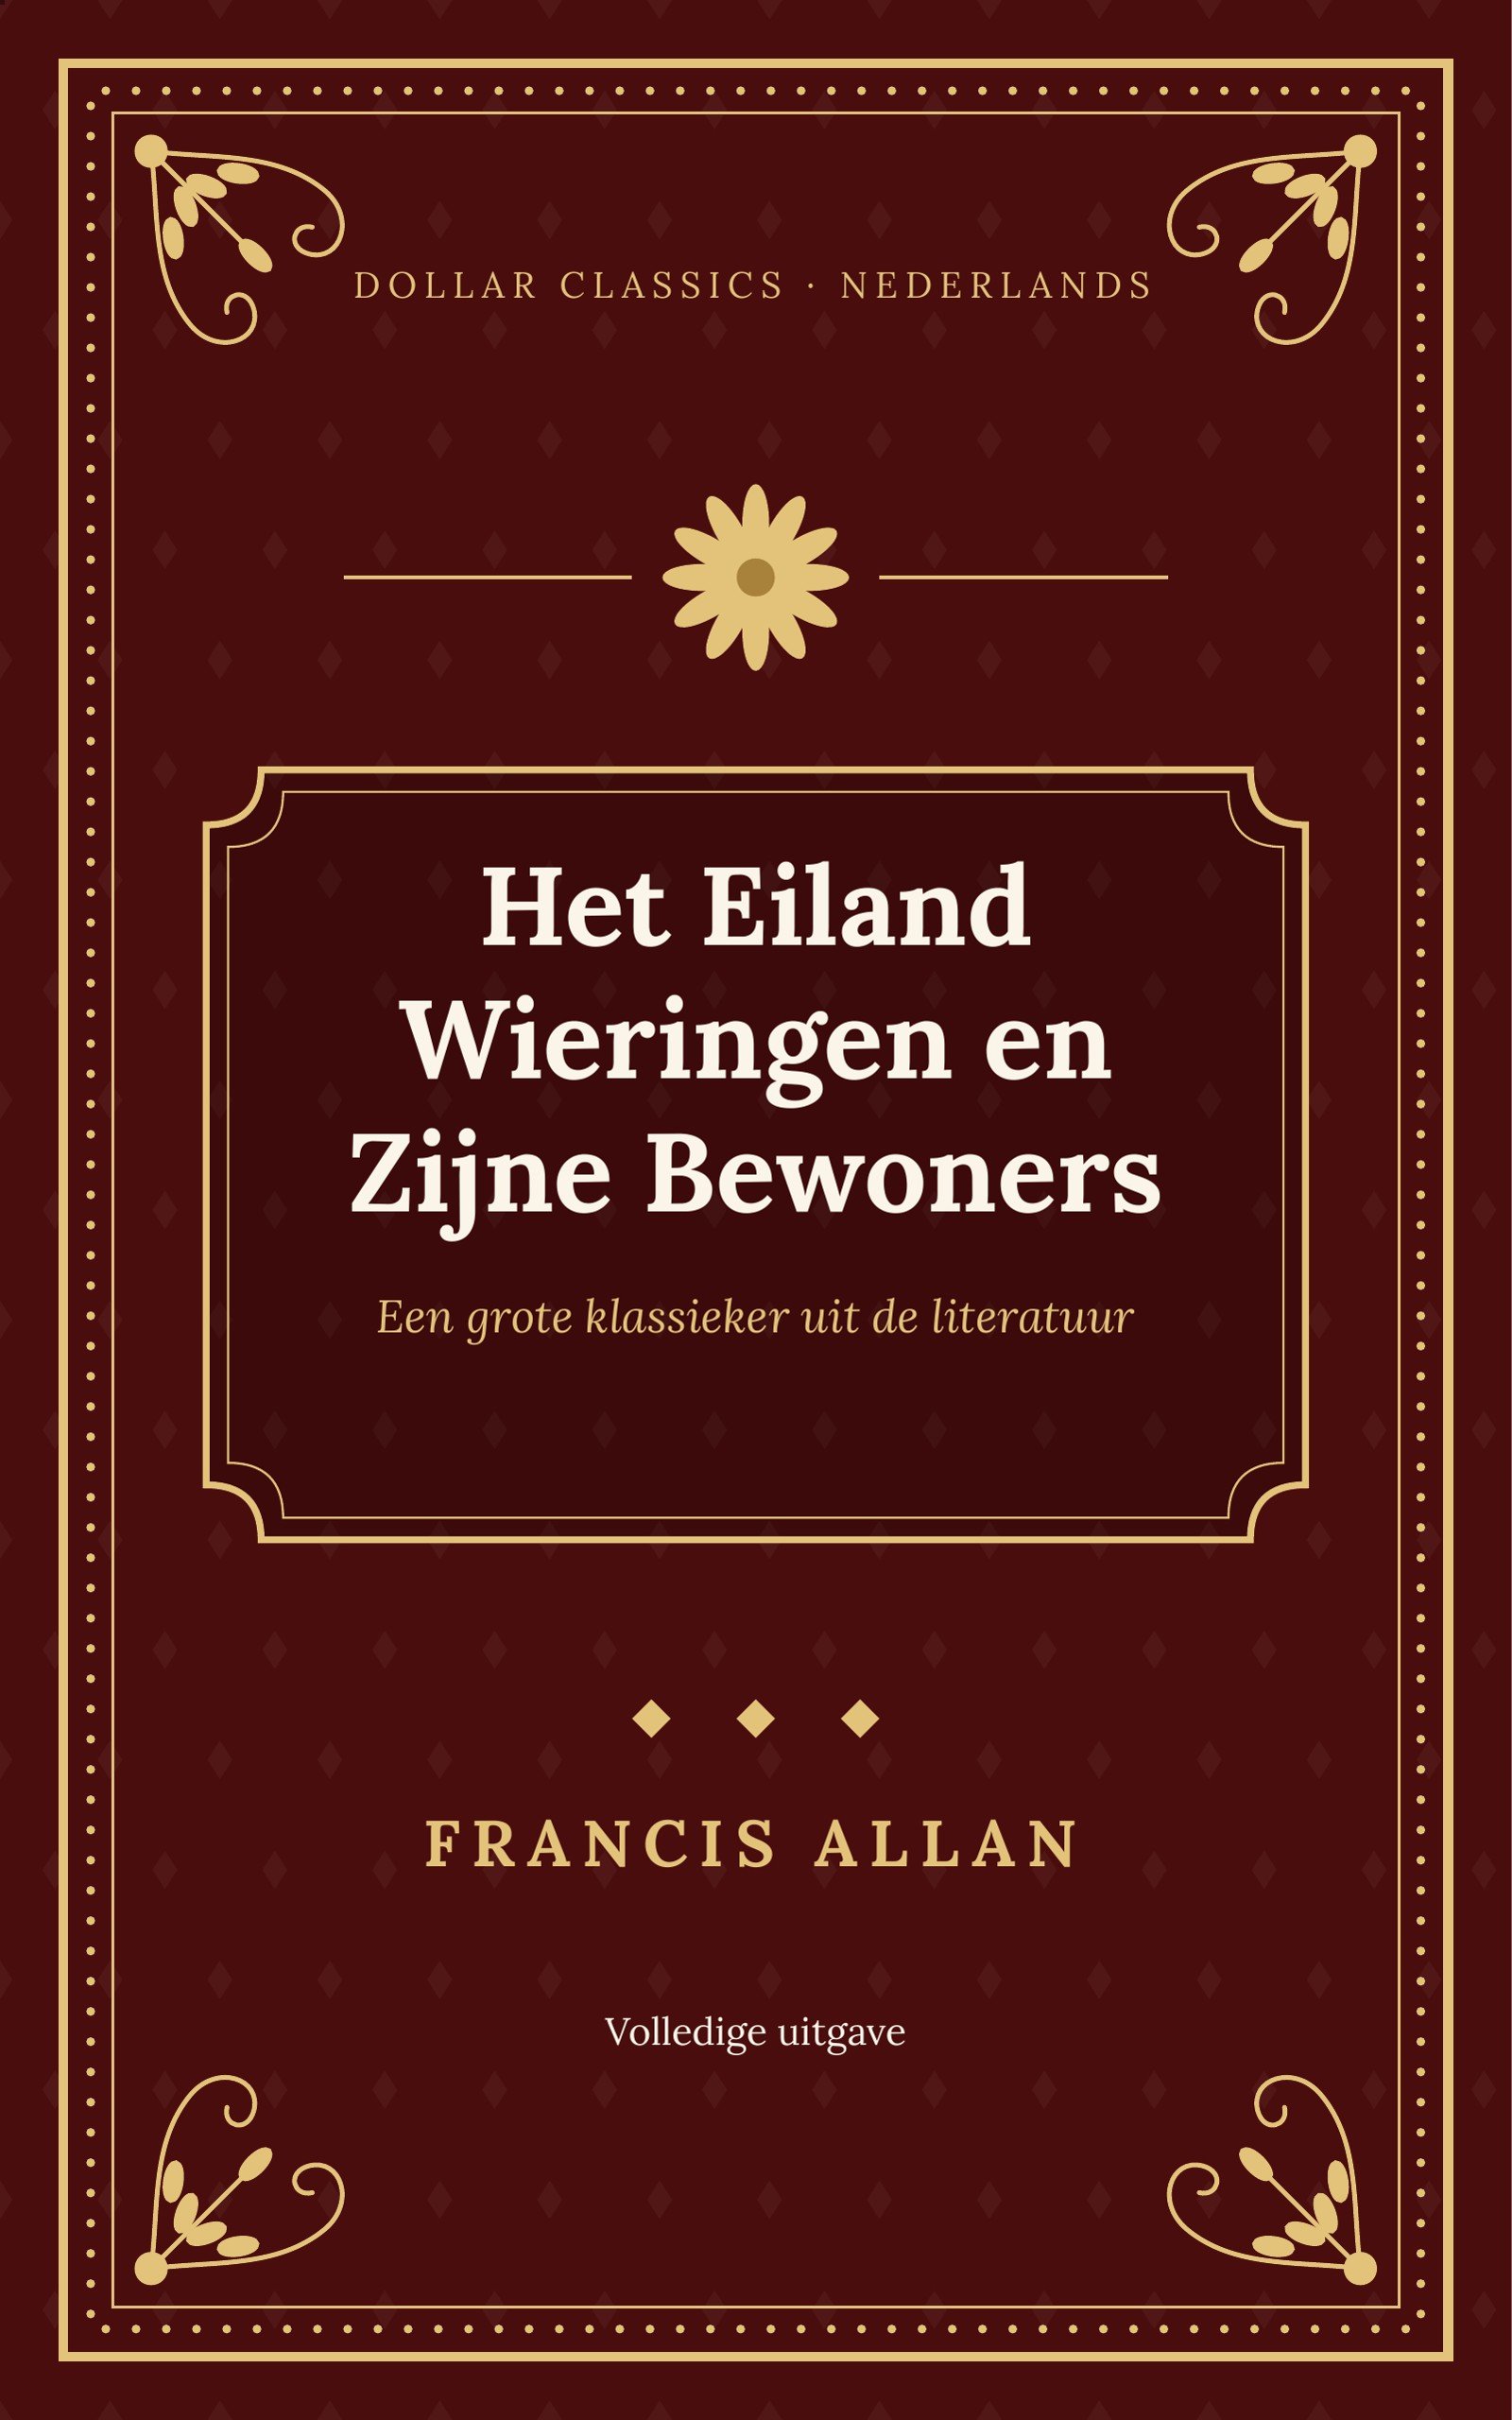 DOLLAR CLASSICS · NEDERLANDS
Het Eiland
Wieringen en
Zijne Bewoners
Een grote klassieker uit de literatuur
FRANCIS ALLAN
Volledige uitgave